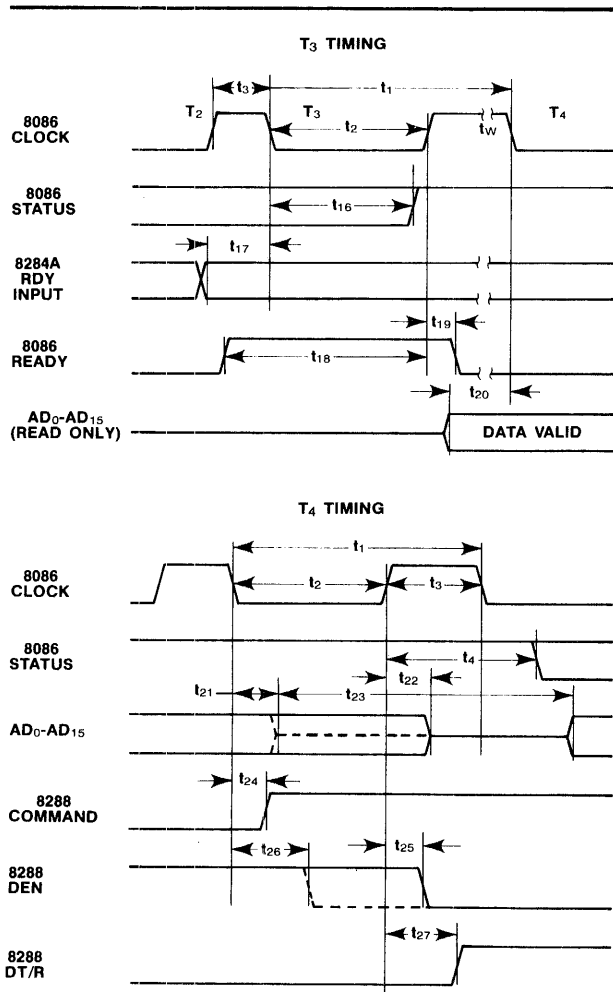 T₃ TIMING
t₃
t₁
T₂
T₃
T₄
8086
CLOCK
t₂
tW
8086
STATUS
t₁₆
t₁₇
8284A
RDY
INPUT
t₁₉
8086
READY
t₁₈
t₂₀
AD₀-AD₁₅
(READ ONLY)
DATA VALID
T₄ TIMING
t₁
8086
CLOCK
t₂
t₃
8086
STATUS
t₄
t₂₂
t₂₁
t₂₃
AD₀-AD₁₅
t₂₄
8288
COMMAND
t₂₆
t₂₅
8288
DEN
t₂₇
8288
DT/R